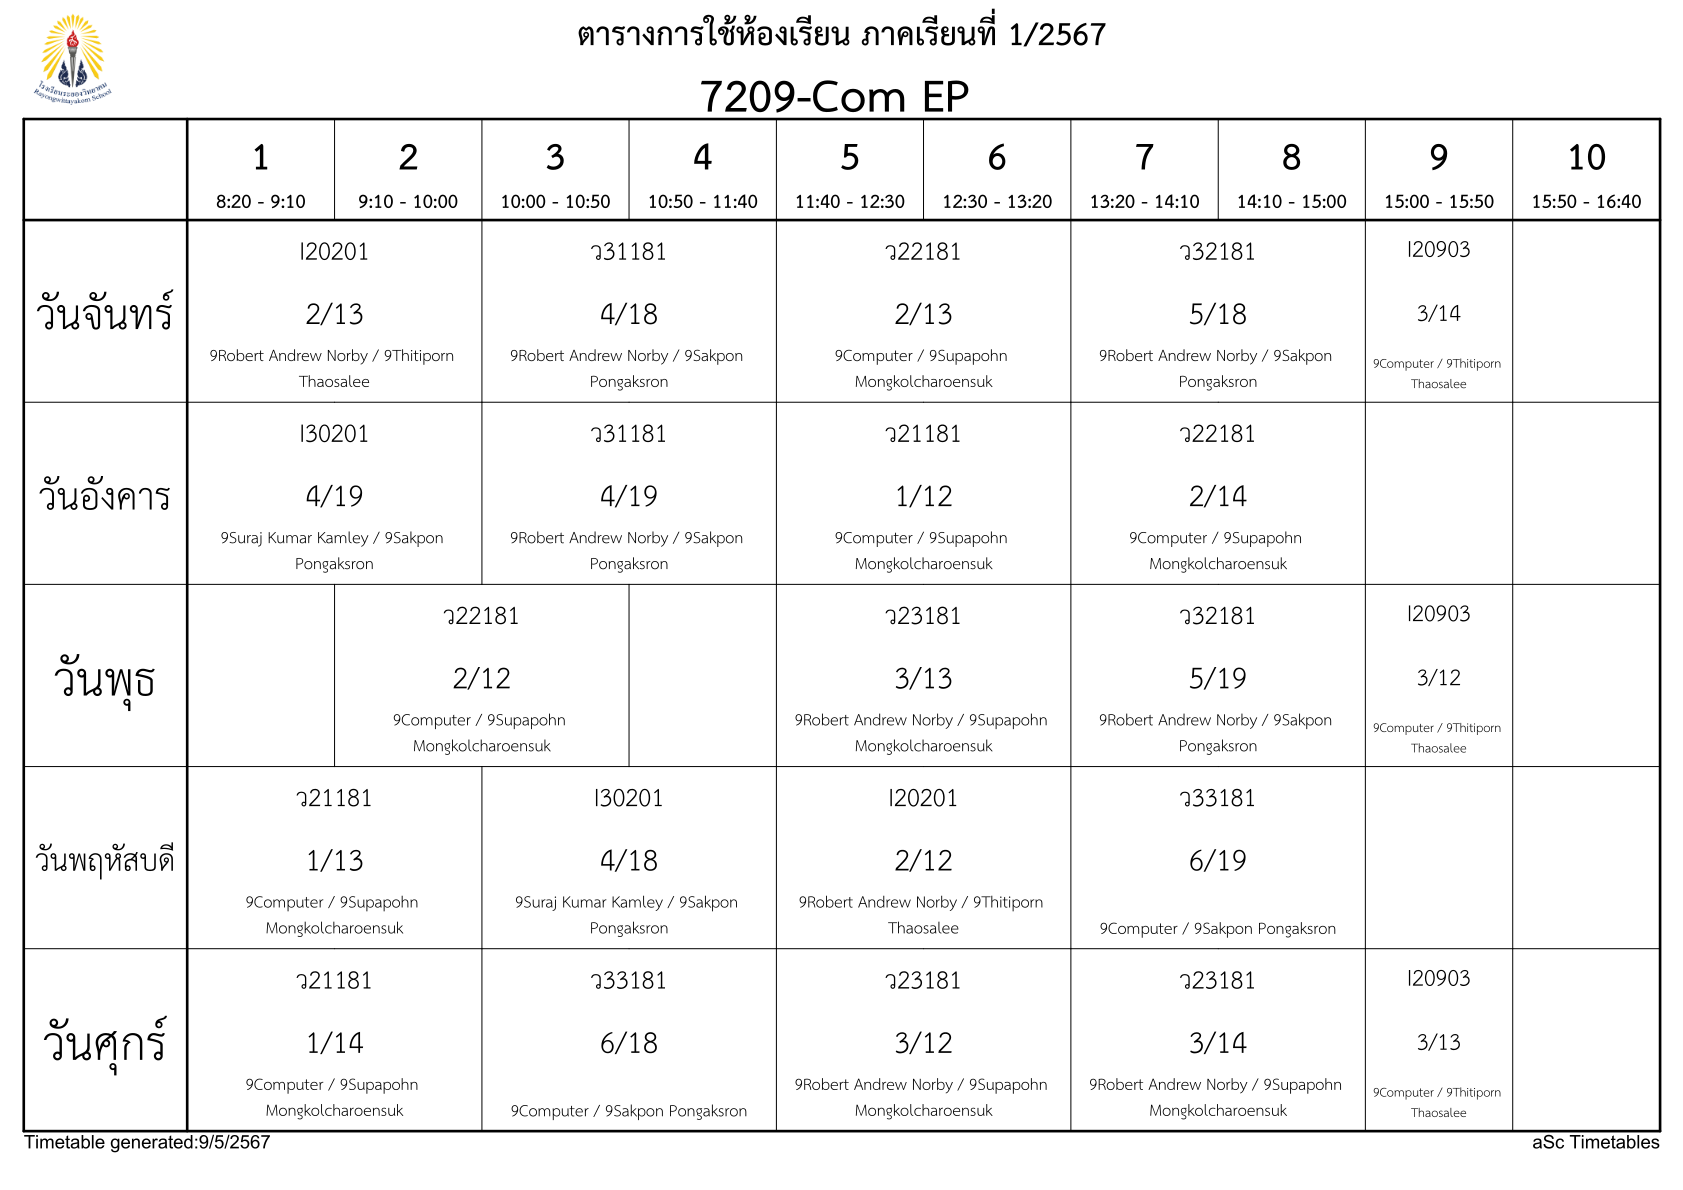 ตารางการใช้ห้องเรียน ภาคเรียนที่ 1/2567
โรงเรียนระยองวิทยาคม
Rayongwittayakom School
7209-Com EP
1 2 3 4 5 6 7 8 9 10
8:20 - 9:10 9:10 - 10:00 10:00 - 10:50 10:50 - 11:40 11:40 - 12:30 12:30 - 13:20 13:20 - 14:10 14:10 - 15:00 15:00 - 15:50 15:50 - 16:40
I20201 ว31181 ว22181 ว32181 I20903
วันจันทร์ 2/13 4/18 2/13 5/18 3/14
9Robert Andrew Norby / 9Thitiporn 9Robert Andrew Norby / 9Sakpon 9Computer / 9Supapohn 9Robert Andrew Norby / 9Sakpon 9Computer / 9Thitiporn
Thaosalee Pongaksron Mongkolcharoensuk Pongaksron Thaosalee
I30201 ว31181 ว21181 ว22181
วันอังคาร 4/19 4/19 1/12 2/14
9Suraj Kumar Kamley / 9Sakpon 9Robert Andrew Norby / 9Sakpon 9Computer / 9Supapohn 9Computer / 9Supapohn
Pongaksron Pongaksron Mongkolcharoensuk Mongkolcharoensuk
ว22181 ว23181 ว32181 I20903
วันพุธ 2/12 3/13 5/19 3/12
9Computer / 9Supapohn 9Robert Andrew Norby / 9Supapohn 9Robert Andrew Norby / 9Sakpon 9Computer / 9Thitiporn
Mongkolcharoensuk Mongkolcharoensuk Pongaksron Thaosalee
ว21181 I30201 I20201 ว33181
วันพฤหัสบดี 1/13 4/18 2/12 6/19
9Computer / 9Supapohn 9Suraj Kumar Kamley / 9Sakpon 9Robert Andrew Norby / 9Thitiporn
Mongkolcharoensuk Pongaksron Thaosalee 9Computer / 9Sakpon Pongaksron
ว21181 ว33181 ว23181 ว23181 I20903
วันศุกร์ 1/14 6/18 3/12 3/14 3/13
9Computer / 9Supapohn 9Robert Andrew Norby / 9Supapohn 9Robert Andrew Norby / 9Supapohn 9Computer / 9Thitiporn
Mongkolcharoensuk 9Computer / 9Sakpon Pongaksron Mongkolcharoensuk Mongkolcharoensuk Thaosalee
Timetable generated:9/5/2567 aSc Timetables